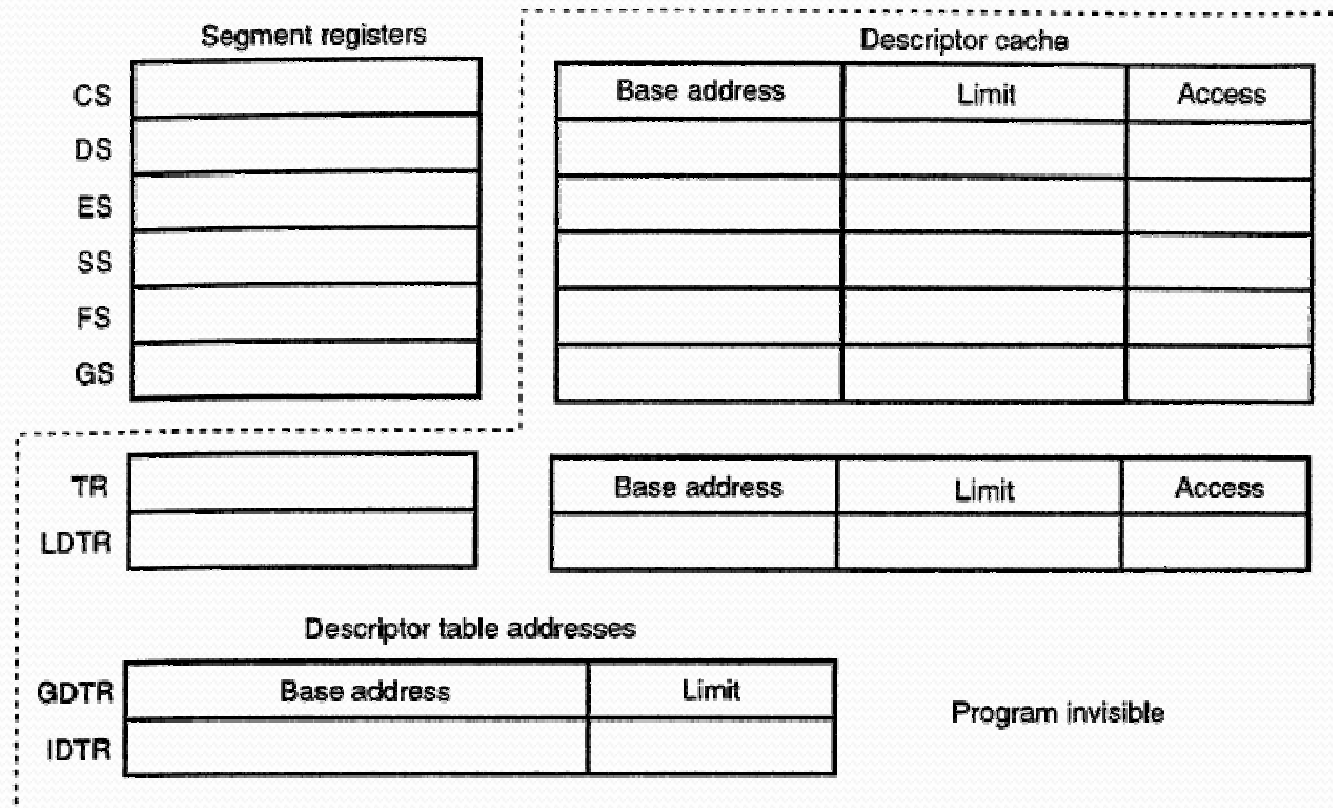 Segment registers
Descriptor cache
CS
Base address Limit Access
DS
ES
SS
FS
GS
TR
Base address Limit Access
LDTR
Descriptor table addresses
GDTR Base address Limit
Program invisible
IDTR